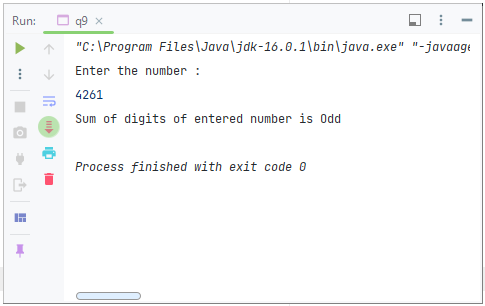 Run: q9
"C:\Program Files\Java\jdk-16.0.1\bin\java.exe" "-javaage
Enter the number :
4261
Sum of digits of entered number is Odd
Process finished with exit code 0